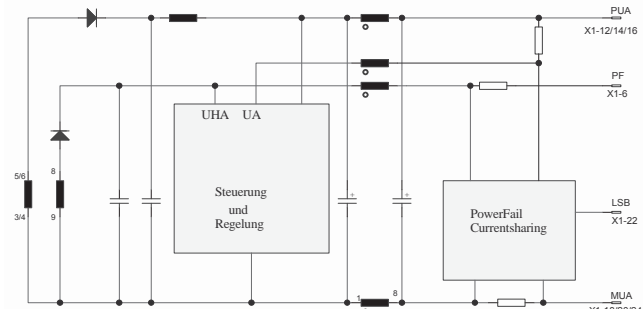 PUA
X1-12/14/16
PF
X1-6
UHA UA
5/6
8
3/4
9
Steuerung
und
Regelung
PowerFail
Currentsharing
LSB
X1-22
1
8
MUA